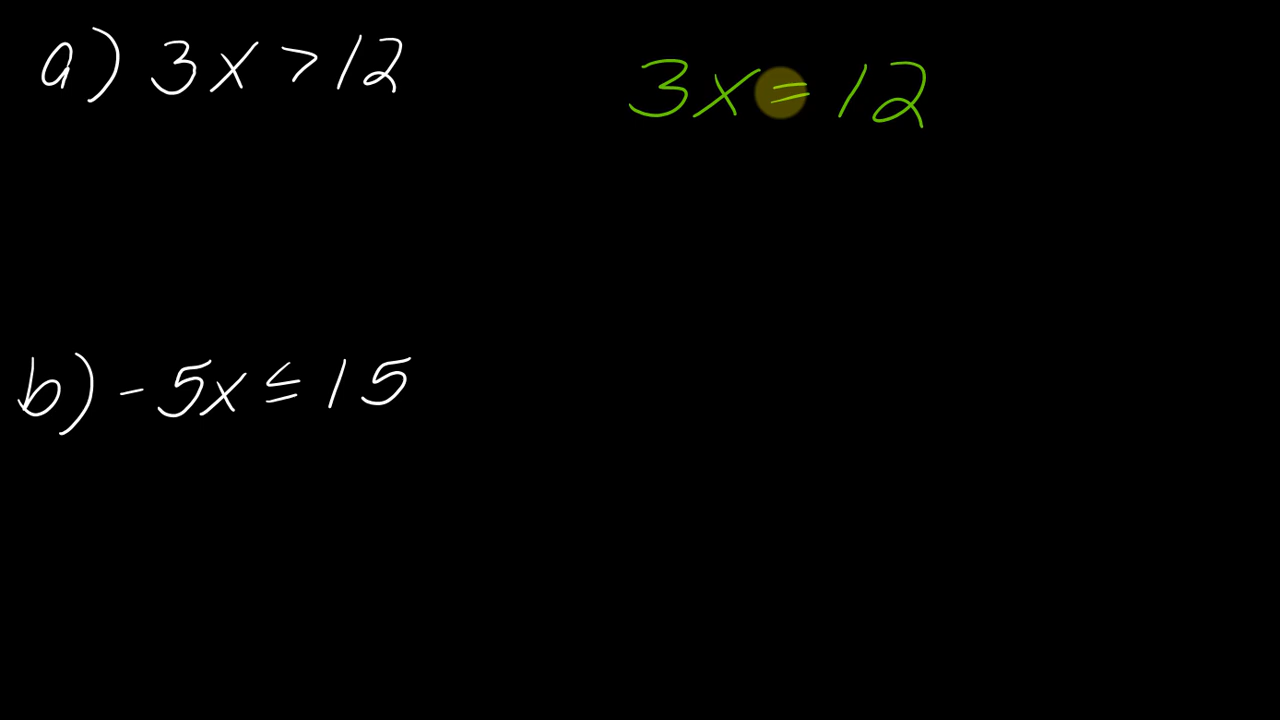 a) 3x > 12
3x = 12
b) -5x ≤ 15